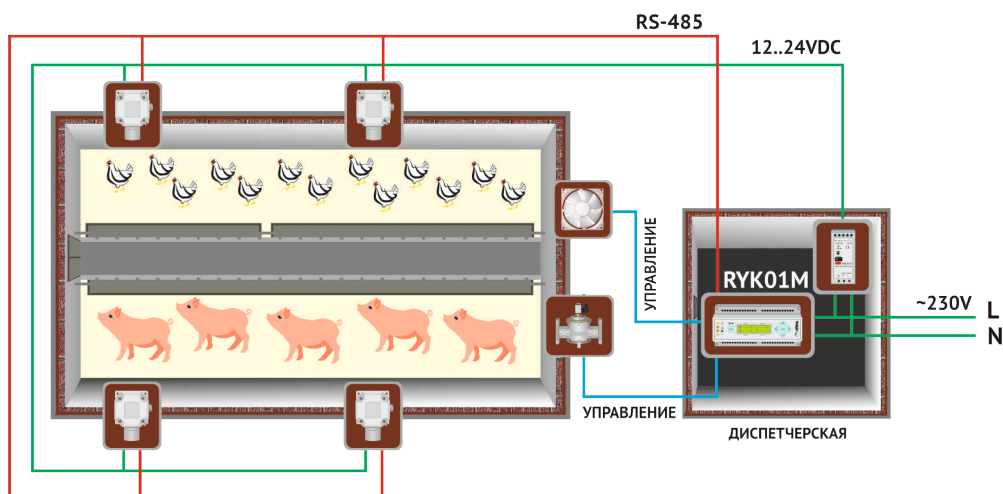 RS-485
12..24VDC
УПРАВЛЕНИЕ
RYK01M
~230V
L
N
УПРАВЛЕНИЕ
ДИСПЕТЧЕРСКАЯ